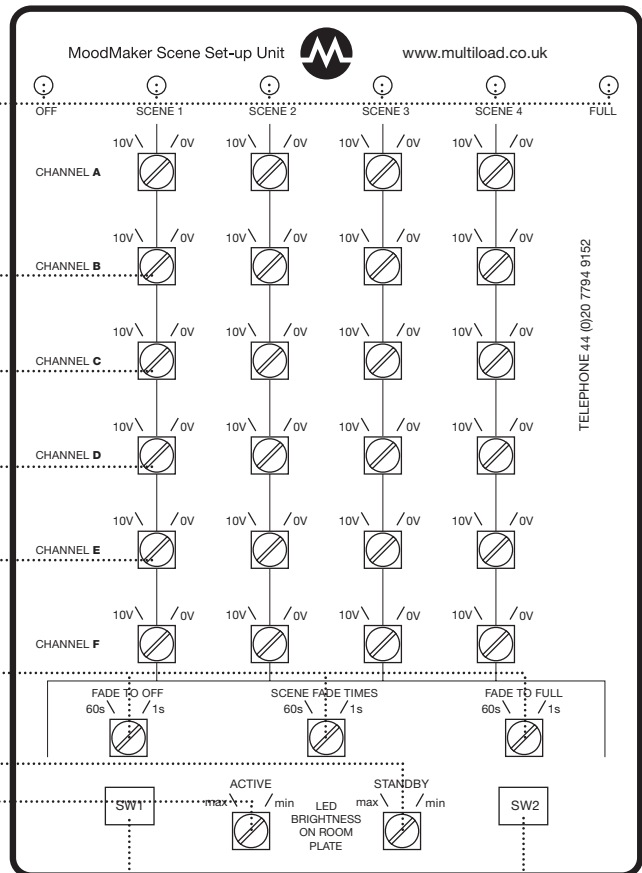 MoodMaker Scene Set-up Unit www.multiload.co.uk
OFF SCENE 1 SCENE 2 SCENE 3 SCENE 4 FULL
10V 0V 10V 0V 10V 0V 10V 0V
CHANNEL A
10V 0V 10V 0V 10V 0V 10V 0V
CHANNEL B
10V 0V 10V 0V 10V 0V 10V 0V
CHANNEL C
10V 0V 10V 0V 10V 0V 10V 0V
CHANNEL D
10V 0V 10V 0V 10V 0V 10V 0V
CHANNEL E
10V 0V 10V 0V 10V 0V 10V 0V
CHANNEL F
TELEPHONE 44 (0)20 7794 9152
FADE TO OFF SCENE FADE TIMES FADE TO FULL
60s 1s 60s 1s 60s 1s
ACTIVE STANDBY
SW1 max min LED max min SW2
BRIGHTNESS
ON ROOM
PLATE